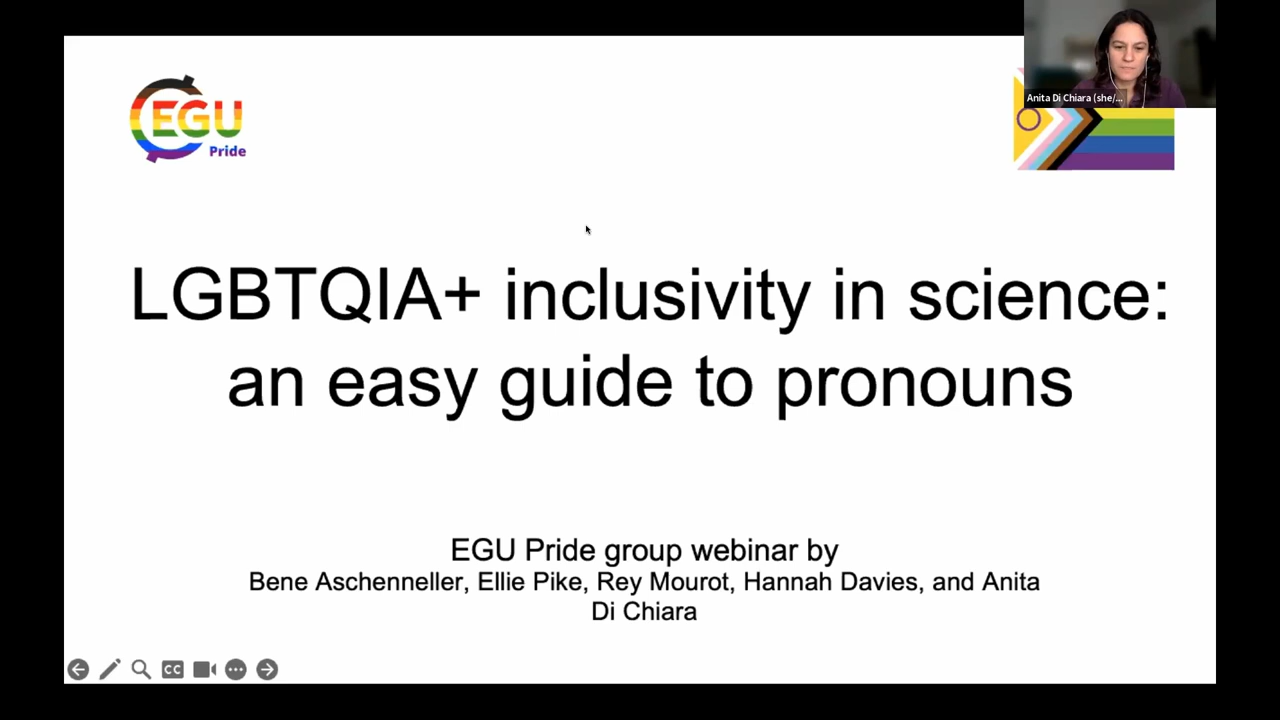 Anita Di Chiara (she/...
EGU
Pride
LGBTQIA+ inclusivity in science:
an easy guide to pronouns
EGU Pride group webinar by
Bene Aschenneller, Ellie Pike, Rey Mourot, Hannah Davies, and Anita
Di Chiara
CC